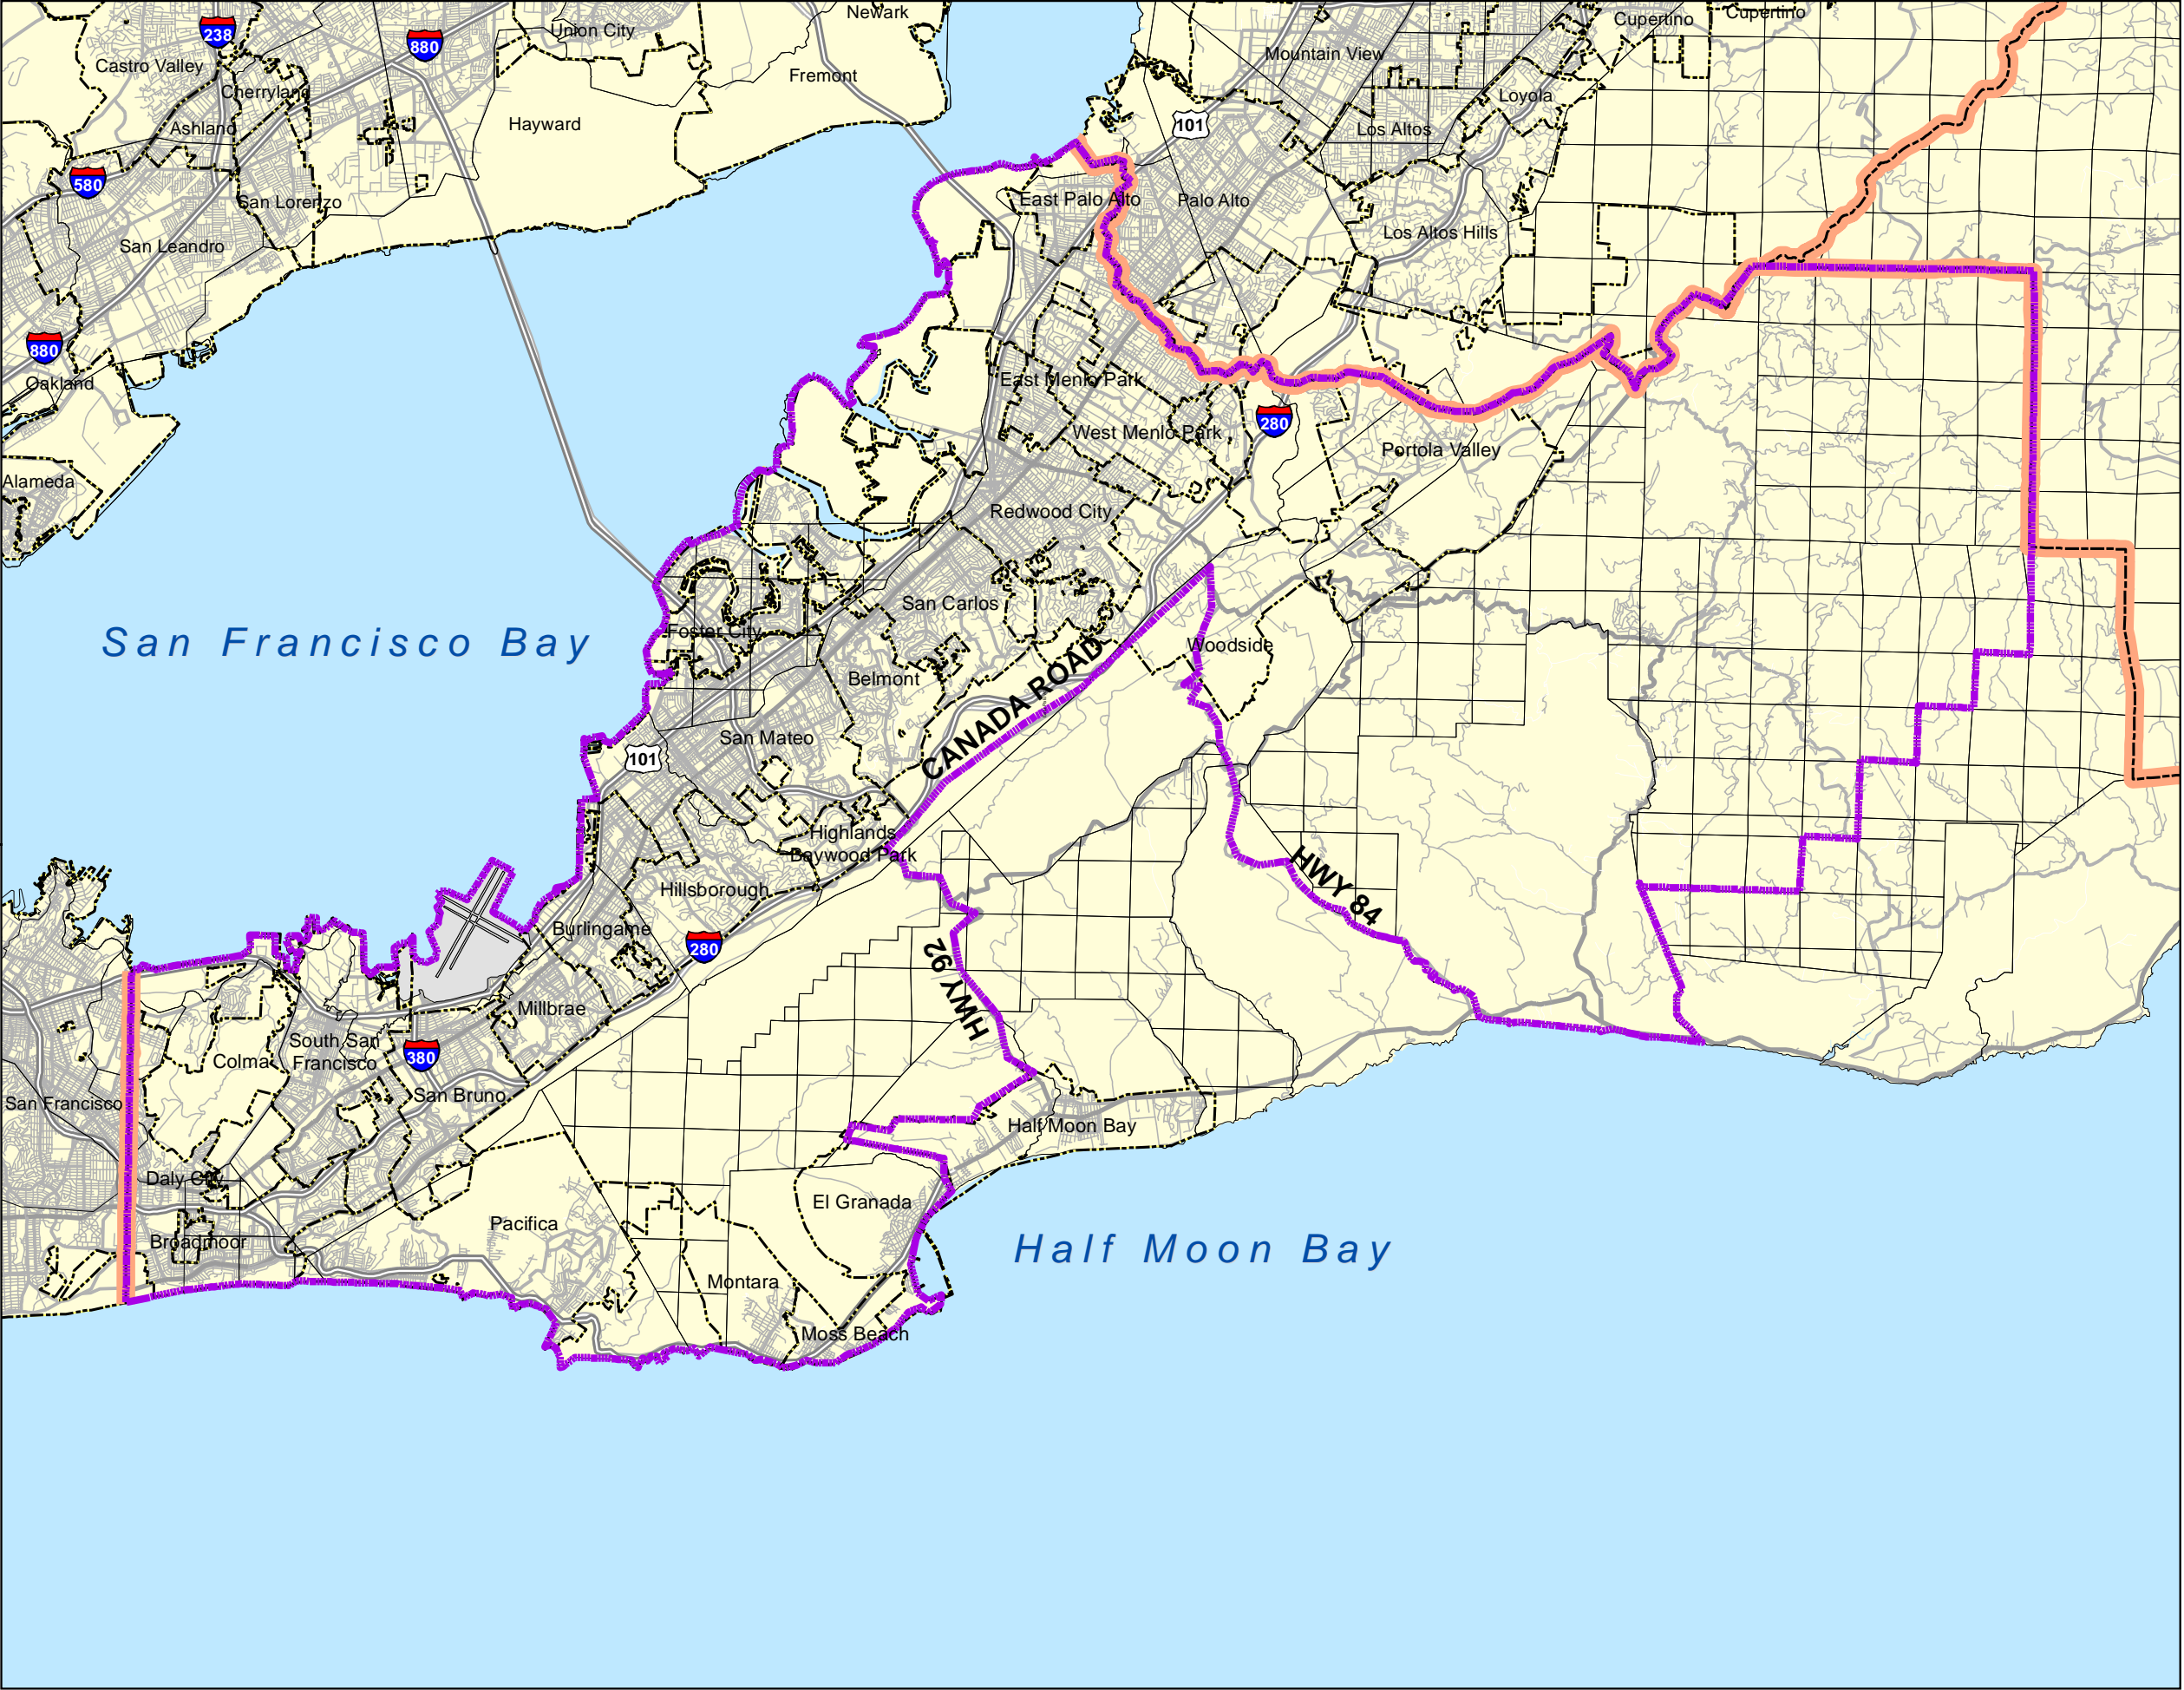 Newark
Cupertino
Cupertino
238
880
Union City
Mountain View
Castro Valley
Fremont
Cherryland
Loyola
Ashland
Hayward
101
Los Altos
580
San Lorenzo
East Palo Alto
Palo Alto
San Leandro
Los Altos Hills
880
Oakland
East Menlo Park
280
West Menlo Park
Portola Valley
Alameda
Redwood City
San Carlos
San Francisco Bay
Foster City
Woodside
Belmont
CANADA ROAD
San Mateo
101
Highlands
Baywood Park
Hillsborough
HWY 84
Burlingame
280
HWY 92
Millbrae
South San
Francisco
Colma
380
San Bruno
San Francisco
Half Moon Bay
Daly City
El Granada
Pacifica
Broadmoor
Half Moon Bay
Montara
Moss Beach